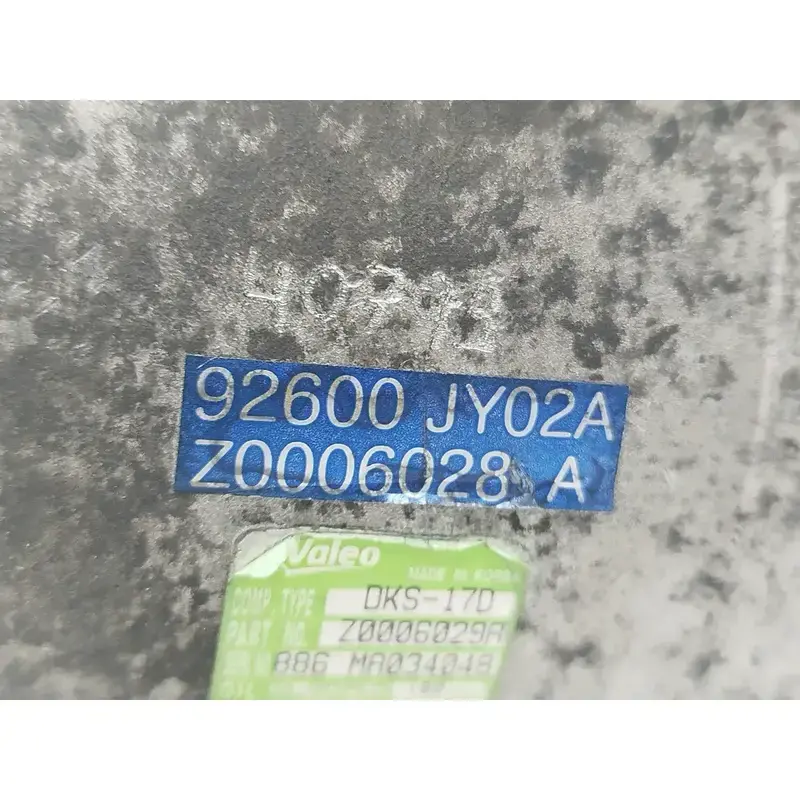 92600 JY02A
Z0006028 A
Valeo
MADE IN KOREA
COMP. TYPE DKS-17D
PART NO. Z0006029A
886 MA034048